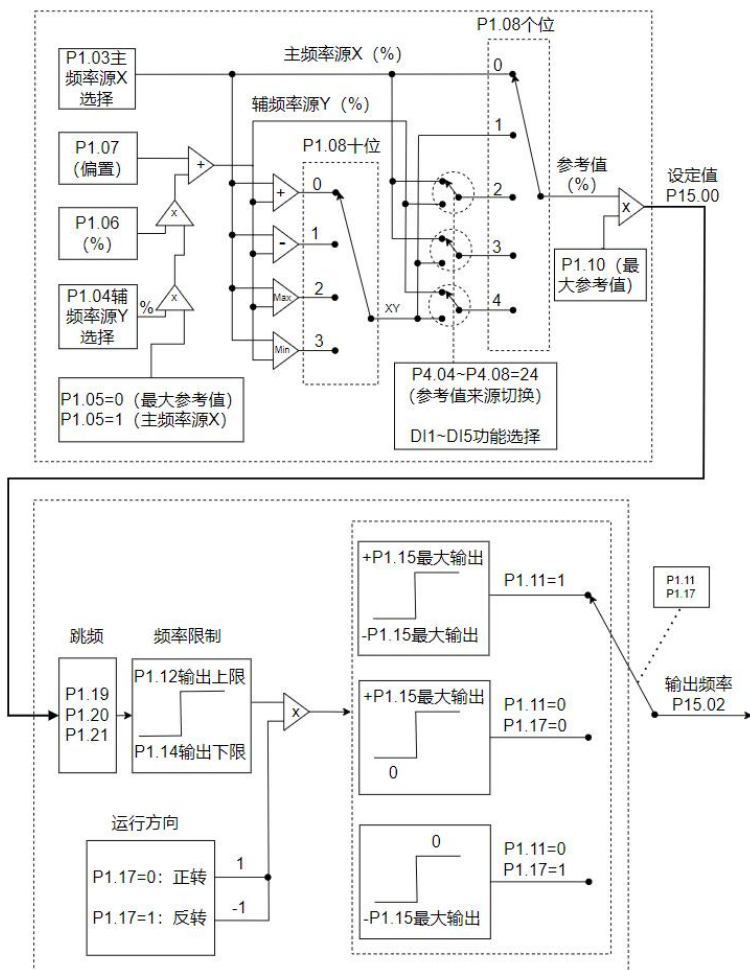 P1.08个位
P1.03主
频率源X
选择
主频率源X（%）
0
辅频率源Y（%）
P1.07
（偏置）
+
P1.08十位
1
参考值
（%）
设定值
P15.00
P1.06
（%）
x
+
0
2
X
-
1
3
P1.10（最
大参考值）
P1.04辅
频率源Y
选择
%
x
Max
2
4
XY
Min
3
P1.05=0（最大参考值）
P1.05=1（主频率源X）
P4.04~P4.08=24
（参考值来源切换）
DI1~DI5功能选择
+P1.15最大输出
-P1.15最大输出
P1.11=1
P1.11
P1.17
跳频
频率限制
P1.19
P1.20
P1.21
P1.12输出上限
P1.14输出下限
X
+P1.15最大输出
0
P1.11=0
P1.17=0
输出频率
P15.02
运行方向
P1.17=0：正转
P1.17=1：反转
1
-1
0
-P1.15最大输出
P1.11=0
P1.17=1